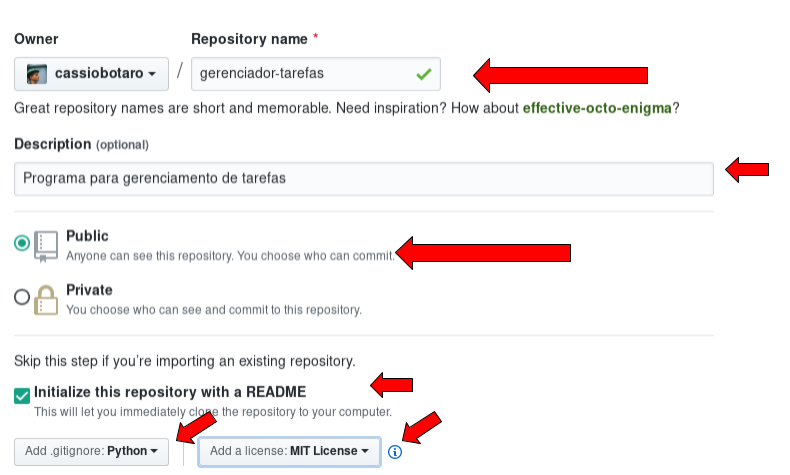 Owner Repository name *
cassiobotaro / gerenciador-tarefas
Great repository names are short and memorable. Need inspiration? How about effective-octo-enigma?
Description (optional)
Programa para gerenciamento de tarefas
Public
Anyone can see this repository. You choose who can commit.
Private
You choose who can see and commit to this repository.
Skip this step if you’re importing an existing repository.
Initialize this repository with a README
This will let you immediately clone the repository to your computer.
Add .gitignore: Python Add a license: MIT License